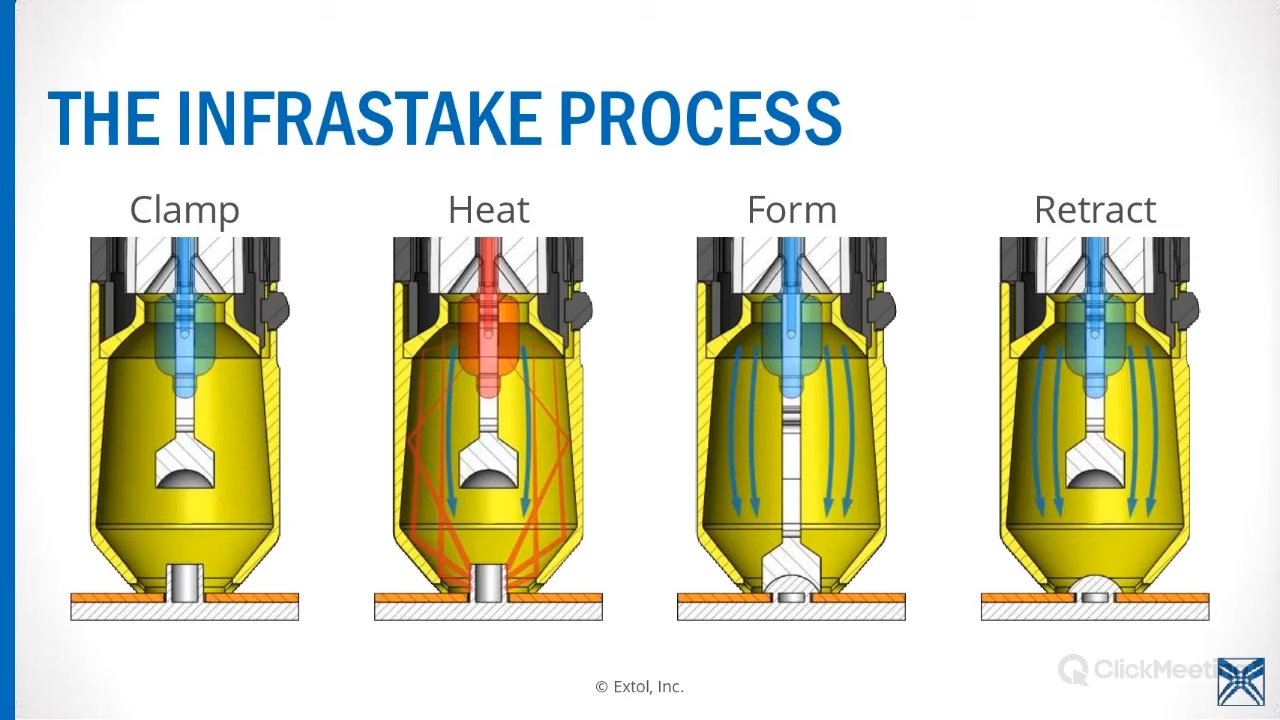 THE INFRASTAKE PROCESS
Clamp
Heat
Form
Retract
© Extol, Inc.